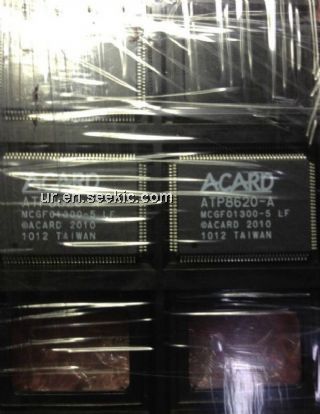 ACARD
AT
MCGF01300-5 LF
©ACARD 2010
1012 TAIWAN
ACARD
ATP8620-A
MCGF01300-5 LF
©ACARD 2010
1012 TAIWAN
ur.en.seekic.com